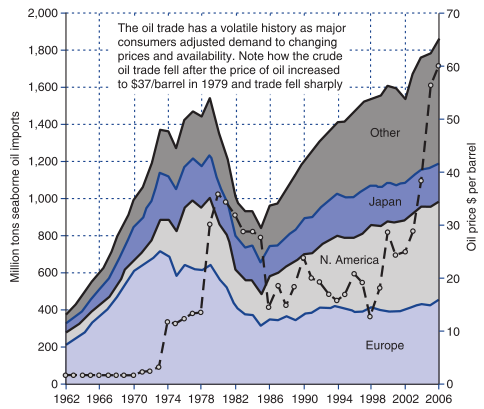 The oil trade has a volatile history as major
consumers adjusted demand to changing
prices and availability. Note how the crude
oil trade fell after the price of oil increased
to $37/barrel in 1979 and trade fell sharply
Million tons seaborne oil imports
2,000
1,800
1,600
1,400
1,200
1,000
800
600
400
200
0
Other
Japan
N. America
Europe
70
60
50
40
30
20
10
0
Oil price $ per barrel
1962 1966 1970 1974 1978 1982 1986 1990 1994 1998 2002 2006